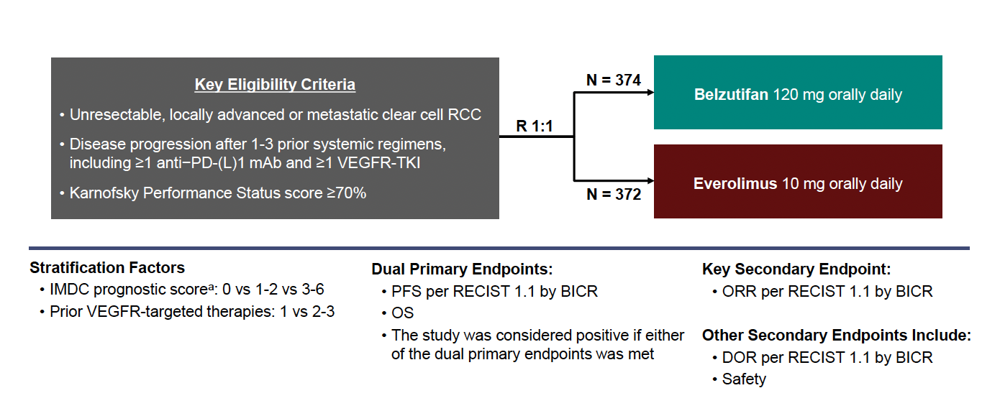 Key Eligibility Criteria
• Unresectable, locally advanced or metastatic clear cell RCC
• Disease progression after 1-3 prior systemic regimens,
including ≥1 anti−PD-(L)1 mAb and ≥1 VEGFR-TKI
• Karnofsky Performance Status score ≥70%
R 1:1
N = 374
N = 372
Belzutifan 120 mg orally daily
Everolimus 10 mg orally daily
Stratification Factors
• IMDC prognostic scoreᵃ: 0 vs 1-2 vs 3-6
• Prior VEGFR-targeted therapies: 1 vs 2-3
Dual Primary Endpoints:
• PFS per RECIST 1.1 by BICR
• OS
• The study was considered positive if either
of the dual primary endpoints was met
Key Secondary Endpoint:
• ORR per RECIST 1.1 by BICR
Other Secondary Endpoints Include:
• DOR per RECIST 1.1 by BICR
• Safety